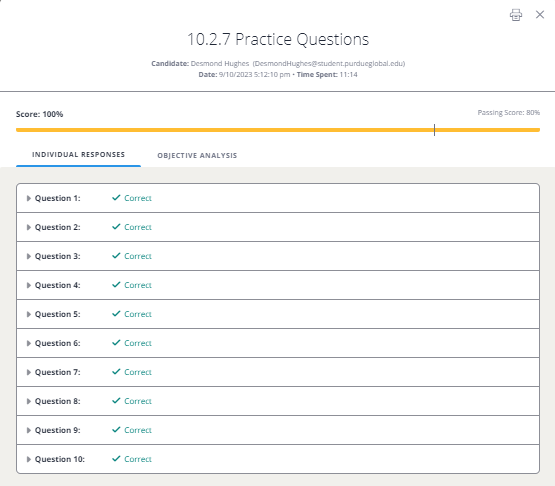 10.2.7 Practice Questions
Candidate: Desmond Hughes (DesmondHughes@student.purdueglobal.edu)
Date: 9/10/2023 5:12:10 pm • Time Spent: 11:14
Score: 100% Passing Score: 80%
INDIVIDUAL RESPONSES OBJECTIVE ANALYSIS
Question 1: Correct
Question 2: Correct
Question 3: Correct
Question 4: Correct
Question 5: Correct
Question 6: Correct
Question 7: Correct
Question 8: Correct
Question 9: Correct
Question 10: Correct